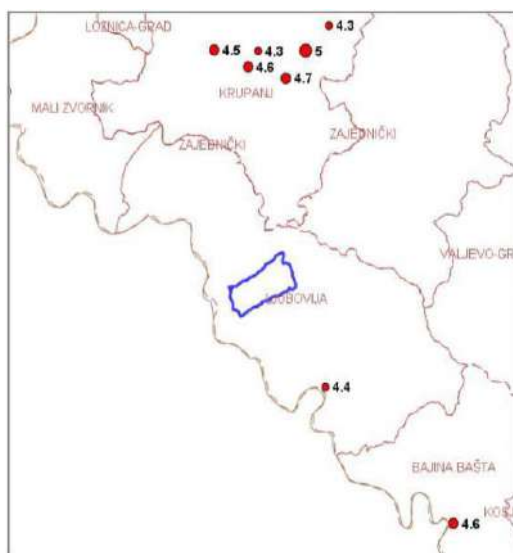 LOZNICA-GRAD
4.3
4.5
4.3
5
4.6
4.7
KRUPANJ
MALI ZVORNIK
ZAJEDNIČKI
ZAJEDNIČKI
VALJEVO-GR
LJUBOVIJA
4.4
BAJINA BAŠTA
4.6